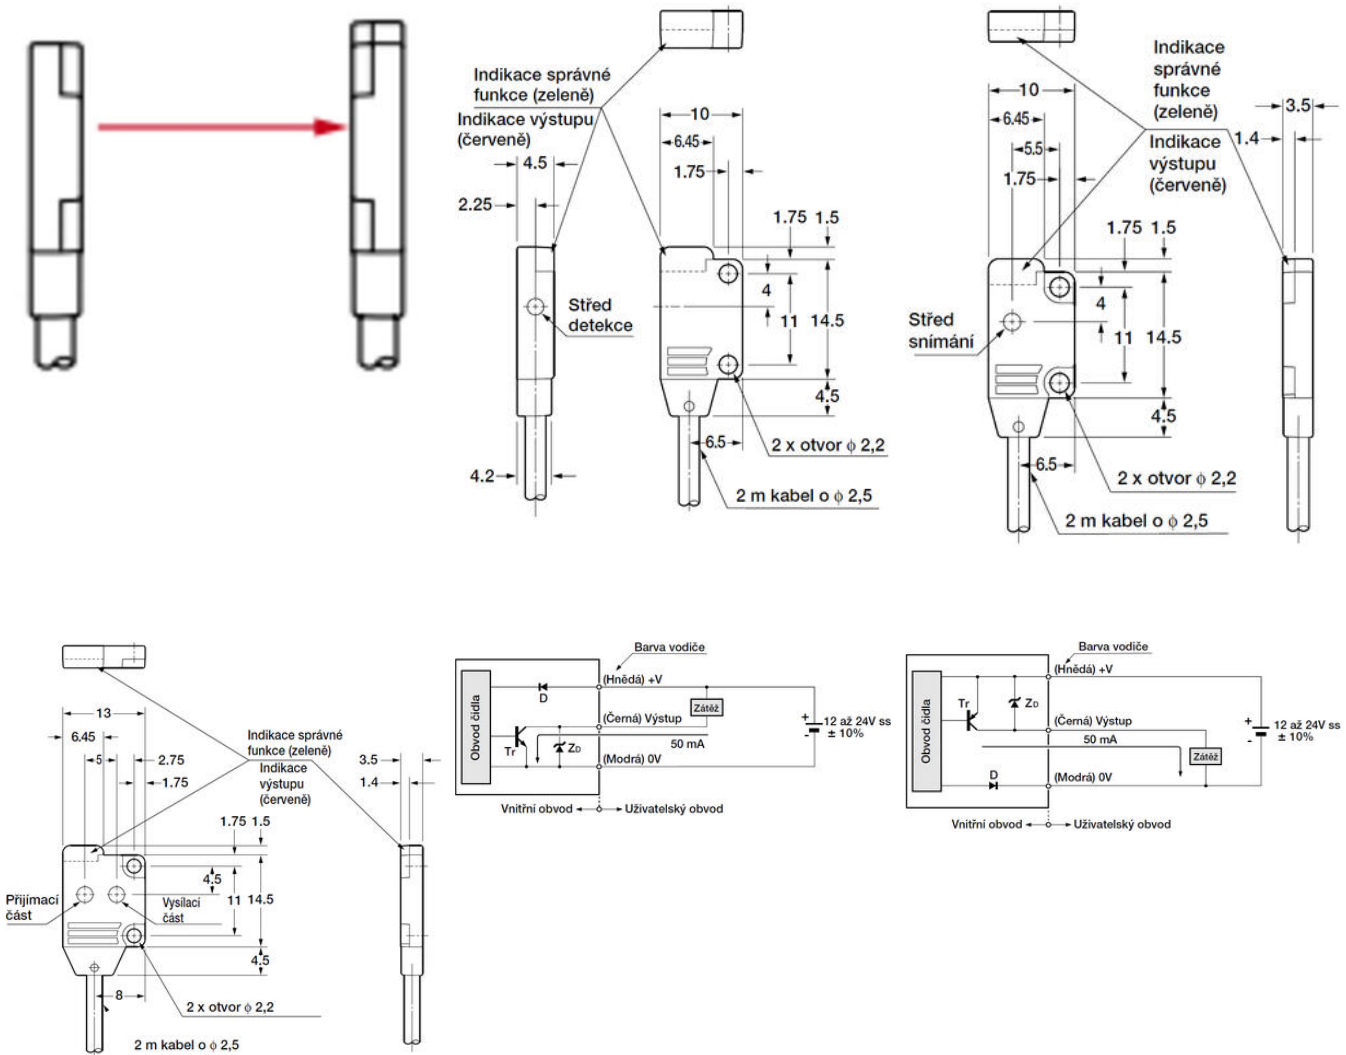 Indikace správné
funkce (zeleně)
Indikace výstupu
(červeně)
10
6.45
4.5
1.75
2.25
1.75 1.5
4
11 14.5
Střed
detekce
4.5
6.5
4.2
2 x otvor ϕ 2,2
2 m kabel o ϕ 2,5
Indikace
správné
funkce
(zeleně)
Indikace
výstupu
(červeně)
10
6.45
5.5
1.75
3.5
1.4
1.75 1.5
4
11 14.5
Střed
snímání
4.5
6.5
2 x otvor ϕ 2,2
2 m kabel o ϕ 2,5
13
6.45
5
2.75
1.75
Indikace správné
funkce (zeleně)
Indikace
výstupu
(červeně)
3.5
1.4
1.75 1.5
4.5
11 14.5
Přijímací
část
Vysílací
část
4.5
8
2 x otvor ϕ 2,2
2 m kabel o ϕ 2,5
Barva vodiče
(Hnědá) +V
D
Obvod čidla
Zátěž
(Černá) Výstup
Tr
ZD
50 mA
+
-
12 až 24V ss
± 10%
(Modrá) 0V
Vnitřní obvod
Uživatelský obvod
Barva vodiče
(Hnědá) +V
Obvod čidla
Tr
ZD
(Černá) Výstup
50 mA
+
-
12 až 24V ss
± 10%
Zátěž
D
(Modrá) 0V
Vnitřní obvod
Uživatelský obvod